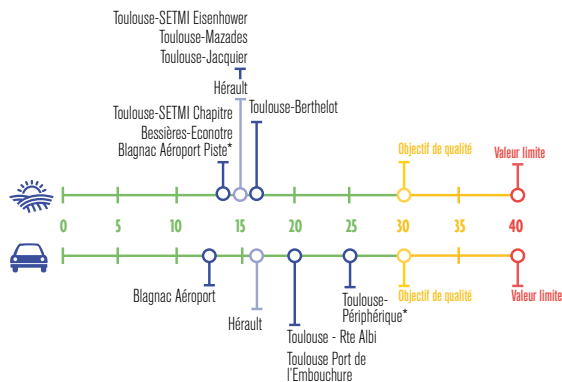 Toulouse-SETMI Eisenhower
Toulouse-Mazades
Toulouse-Jacquier
Hérault
Toulouse-SETMI Chapitre
Toulouse-Berthelot
Bessières-Econotre
Blagnac Aéroport Piste*
Objectif de qualité
Valeur limite
0 5 10 15 20 25 30 35 40
Blagnac Aéroport
Hérault
Toulouse - Rte Albi
Toulouse Port de
l'Embouchure
Toulouse-
Périphérique*
Objectif de qualité
Valeur limite